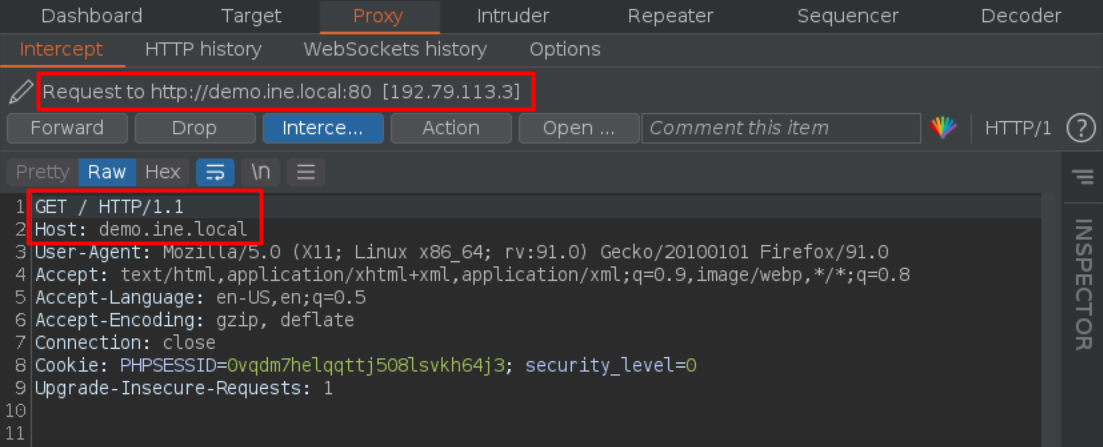 Dashboard Target Proxy Intruder Repeater Sequencer Decoder
Intercept HTTP history WebSockets history Options
Request to http://demo.ine.local:80 [192.79.113.3]
Forward Drop Interce... Action Open ... Comment this item HTTP/1 ?
Pretty Raw Hex \n
1 GET / HTTP/1.1
2 Host: demo.ine.local
3 User-Agent: Mozilla/5.0 (X11; Linux x86_64; rv:91.0) Gecko/20100101 Firefox/91.0
4 Accept: text/html,application/xhtml+xml,application/xml;q=0.9,image/webp,*/*;q=0.8
5 Accept-Language: en-US,en;q=0.5
6 Accept-Encoding: gzip, deflate
7 Connection: close
8 Cookie: PHPSESSID=0vqdm7helqqttj508lsvkh64j3; security_level=0
9 Upgrade-Insecure-Requests: 1
10
11
INSPECTOR